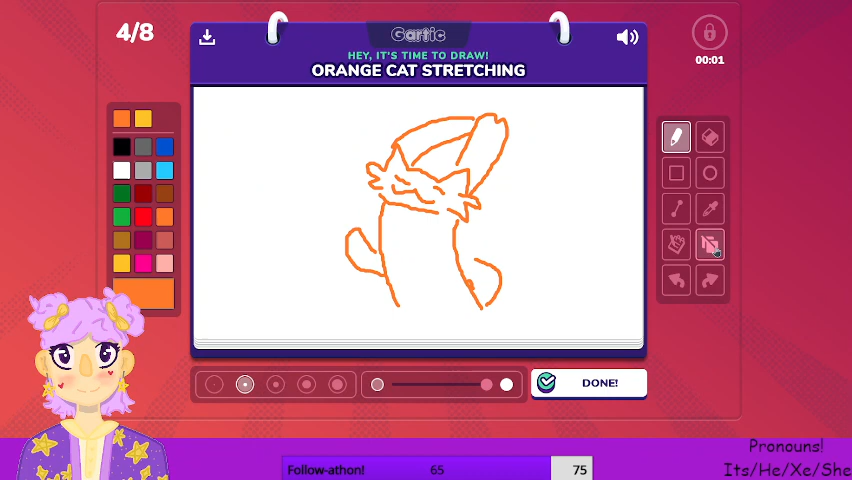 4/8
Gartic
HEY, IT'S TIME TO DRAW!
ORANGE CAT STRETCHING
00:01
DONE!
Pronouns!
Its/He/Xe/She
Follow-athon! 65 75